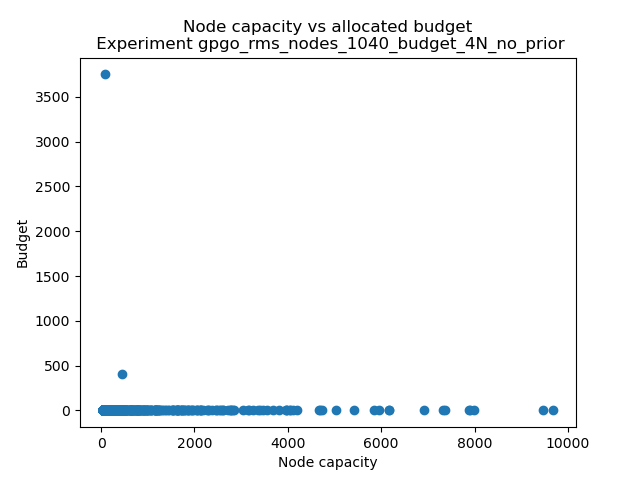 Node capacity vs allocated budget
Experiment gpgo_rms_nodes_1040_budget_4N_no_prior
3500
3000
2500
2000
1500
1000
500
0
Budget
0 2000 4000 6000 8000 10000
Node capacity